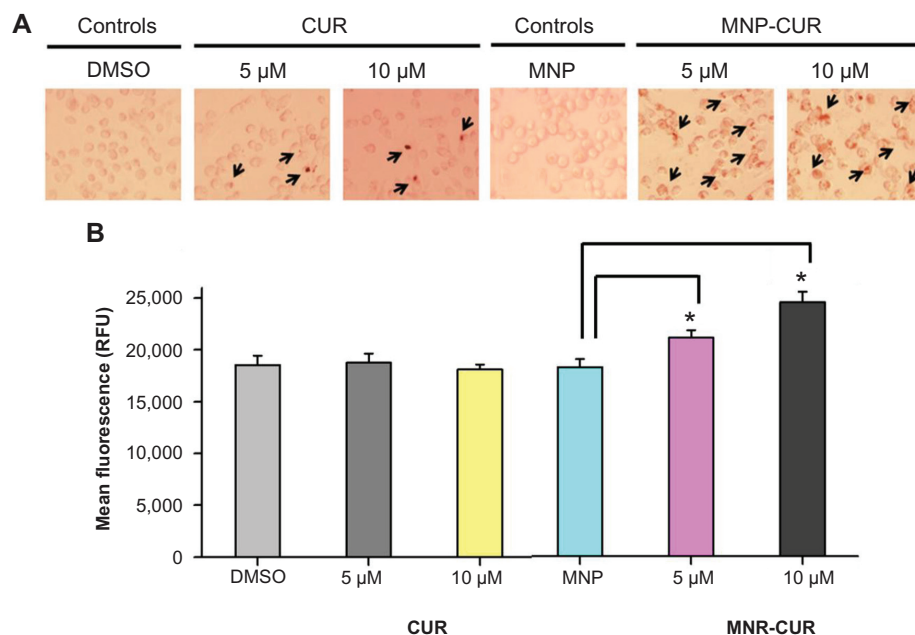 A
Controls CUR Controls MNP-CUR
DMSO 5 µM 10 µM MNP 5 µM 10 µM
B
Mean fluorescence (RFU)
25,000
20,000
15,000
10,000
5,000
0
* *
DMSO 5 µM 10 µM MNP 5 µM 10 µM
CUR MNR-CUR